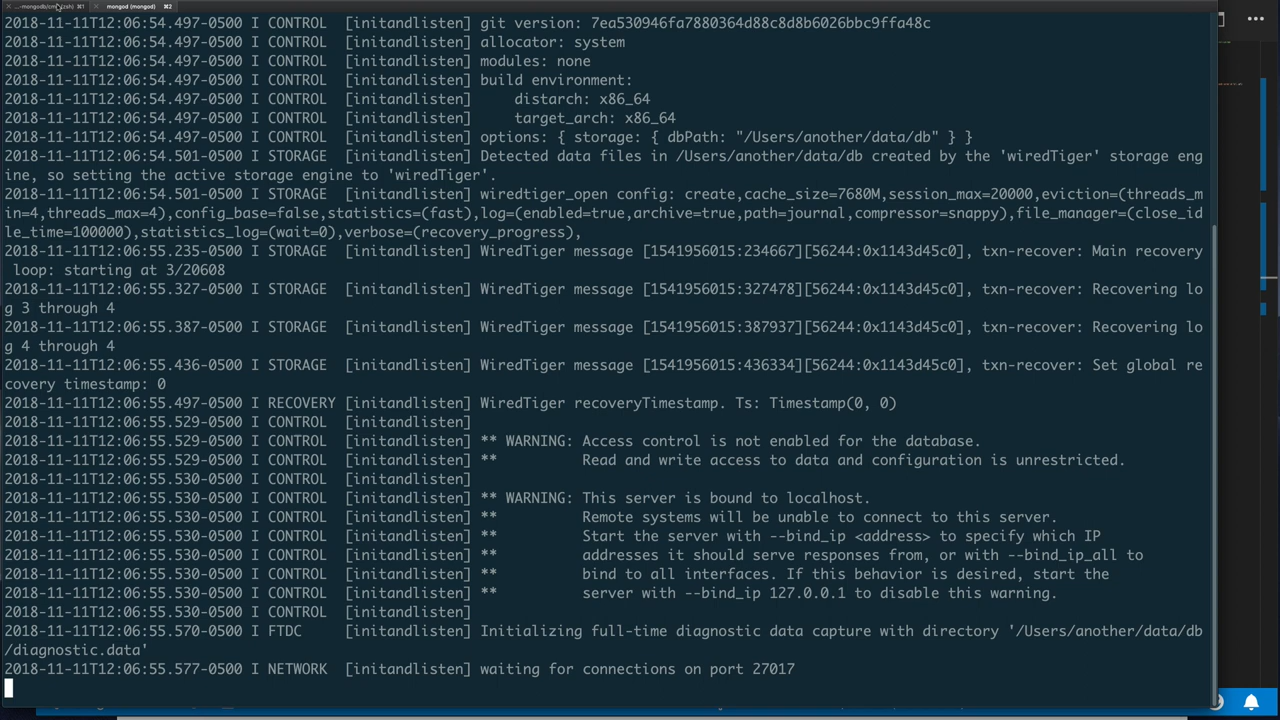 ...-mongodb/cms (zsh) ⌘1 mongod (mongod) ⌘2
2018-11-11T12:06:54.497-0500 I CONTROL  [initandlisten] git version: 7ea530946fa7880364d88c8d8b6026bbc9ffa48c
2018-11-11T12:06:54.497-0500 I CONTROL  [initandlisten] allocator: system
2018-11-11T12:06:54.497-0500 I CONTROL  [initandlisten] modules: none
2018-11-11T12:06:54.497-0500 I CONTROL  [initandlisten] build environment:
2018-11-11T12:06:54.497-0500 I CONTROL  [initandlisten]     distarch: x86_64
2018-11-11T12:06:54.497-0500 I CONTROL  [initandlisten]     target_arch: x86_64
2018-11-11T12:06:54.497-0500 I CONTROL  [initandlisten] options: { storage: { dbPath: "/Users/another/data/db" } }
2018-11-11T12:06:54.501-0500 I STORAGE  [initandlisten] Detected data files in /Users/another/data/db created by the 'wiredTiger' storage eng
ine, so setting the active storage engine to 'wiredTiger'.
2018-11-11T12:06:54.501-0500 I STORAGE  [initandlisten] wiredtiger_open config: create,cache_size=7680M,session_max=20000,eviction=(threads_m
in=4,threads_max=4),config_base=false,statistics=(fast),log=(enabled=true,archive=true,path=journal,compressor=snappy),file_manager=(close_id
le_time=100000),statistics_log=(wait=0),verbose=(recovery_progress),
2018-11-11T12:06:55.235-0500 I STORAGE  [initandlisten] WiredTiger message [1541956015:234667][56244:0x1143d45c0], txn-recover: Main recovery
 loop: starting at 3/20608
2018-11-11T12:06:55.327-0500 I STORAGE  [initandlisten] WiredTiger message [1541956015:327478][56244:0x1143d45c0], txn-recover: Recovering lo
g 3 through 4
2018-11-11T12:06:55.387-0500 I STORAGE  [initandlisten] WiredTiger message [1541956015:387937][56244:0x1143d45c0], txn-recover: Recovering lo
g 4 through 4
2018-11-11T12:06:55.436-0500 I STORAGE  [initandlisten] WiredTiger message [1541956015:436334][56244:0x1143d45c0], txn-recover: Set global re
covery timestamp: 0
2018-11-11T12:06:55.497-0500 I RECOVERY [initandlisten] WiredTiger recoveryTimestamp. Ts: Timestamp(0, 0)
2018-11-11T12:06:55.529-0500 I CONTROL  [initandlisten]
2018-11-11T12:06:55.529-0500 I CONTROL  [initandlisten] ** WARNING: Access control is not enabled for the database.
2018-11-11T12:06:55.529-0500 I CONTROL  [initandlisten] **          Read and write access to data and configuration is unrestricted.
2018-11-11T12:06:55.530-0500 I CONTROL  [initandlisten]
2018-11-11T12:06:55.530-0500 I CONTROL  [initandlisten] ** WARNING: This server is bound to localhost.
2018-11-11T12:06:55.530-0500 I CONTROL  [initandlisten] **          Remote systems will be unable to connect to this server.
2018-11-11T12:06:55.530-0500 I CONTROL  [initandlisten] **          Start the server with --bind_ip <address> to specify which IP
2018-11-11T12:06:55.530-0500 I CONTROL  [initandlisten] **          addresses it should serve responses from, or with --bind_ip_all to
2018-11-11T12:06:55.530-0500 I CONTROL  [initandlisten] **          bind to all interfaces. If this behavior is desired, start the
2018-11-11T12:06:55.530-0500 I CONTROL  [initandlisten] **          server with --bind_ip 127.0.0.1 to disable this warning.
2018-11-11T12:06:55.530-0500 I CONTROL  [initandlisten]
2018-11-11T12:06:55.570-0500 I FTDC     [initandlisten] Initializing full-time diagnostic data capture with directory '/Users/another/data/db
/diagnostic.data'
2018-11-11T12:06:55.577-0500 I NETWORK  [initandlisten] waiting for connections on port 27017